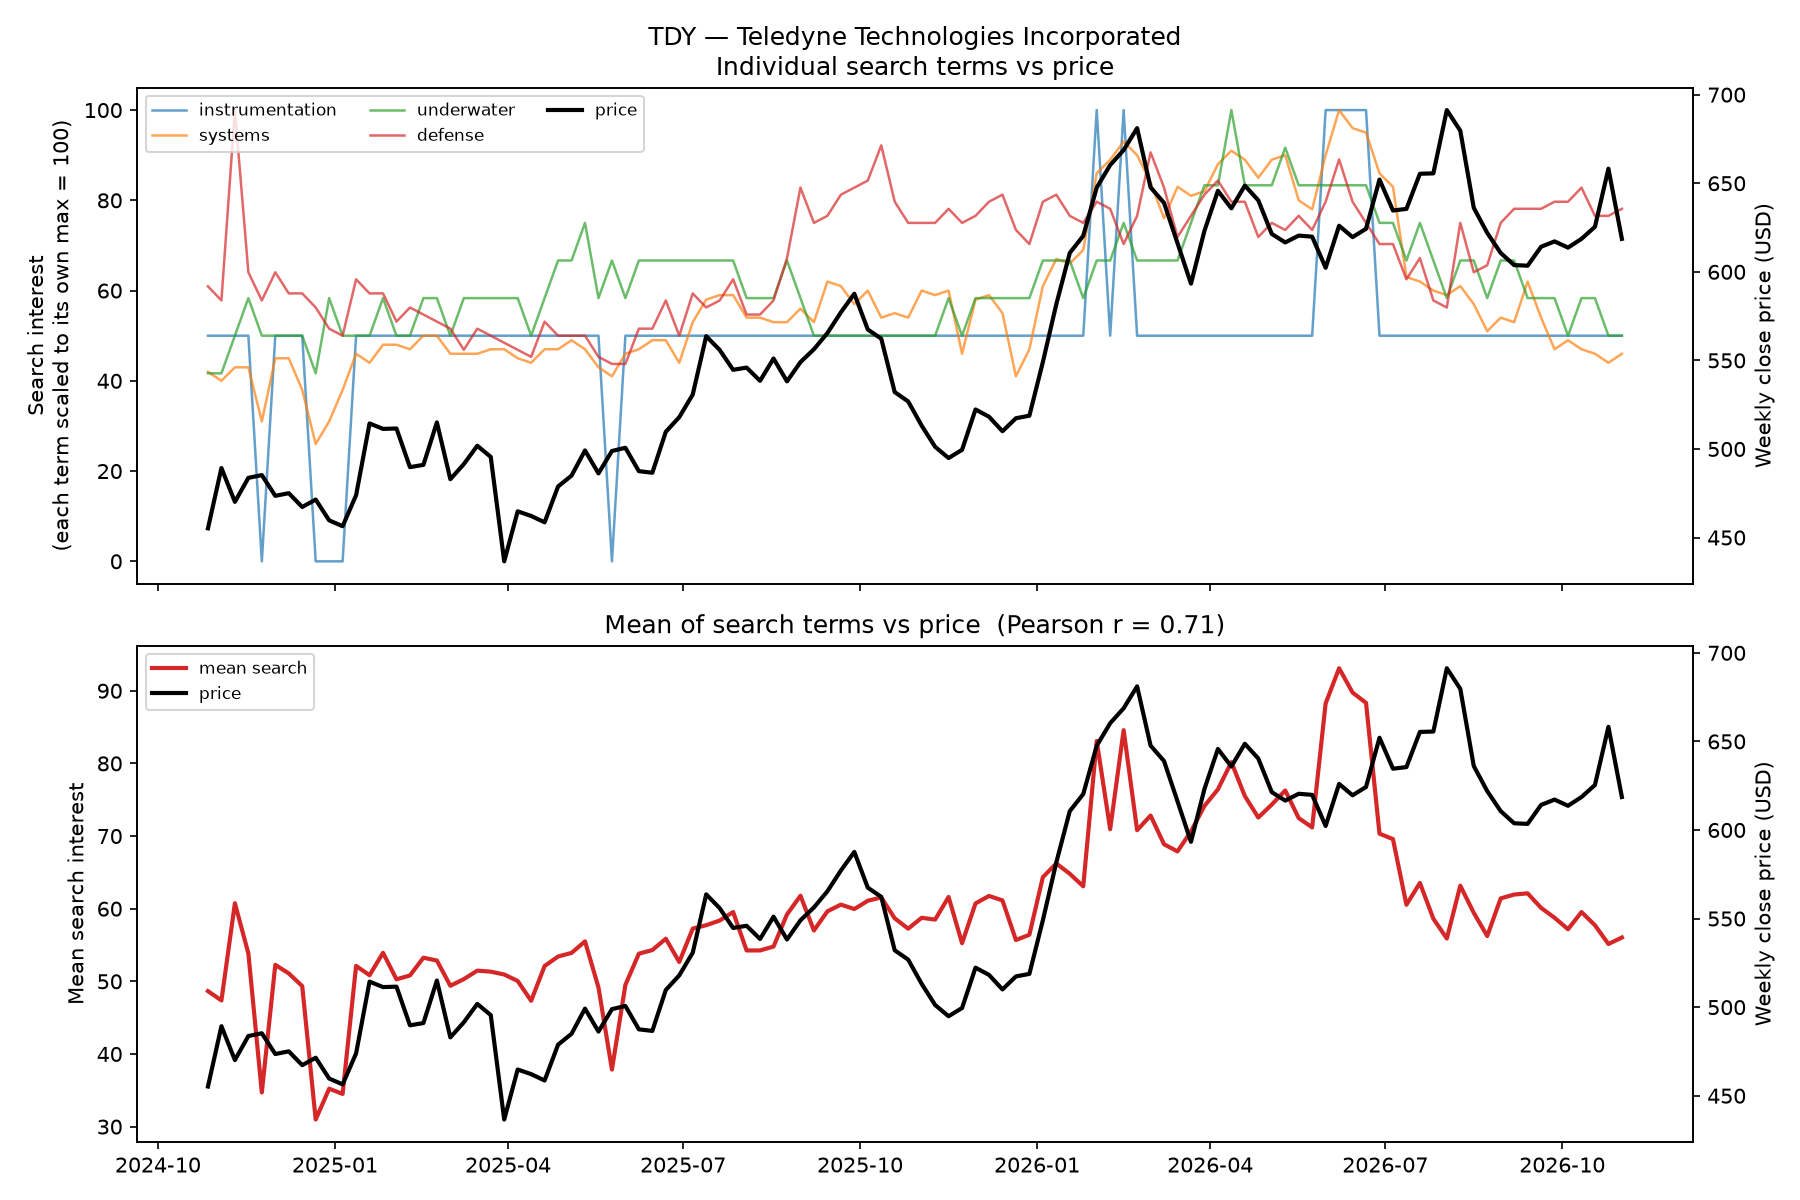 TDY — Teledyne Technologies Incorporated
Individual search terms vs price
instrumentation
systems
underwater
defense
price
Search interest
(each term scaled to its own max = 100)
100
80
60
40
20
0
700
650
600
550
500
450
Weekly close price (USD)
Mean of search terms vs price (Pearson r = 0.71)
mean search
price
Mean search interest
90
80
70
60
50
40
30
700
650
600
550
500
450
Weekly close price (USD)
2024-10
2025-01
2025-04
2025-07
2025-10
2026-01
2026-04
2026-07
2026-10